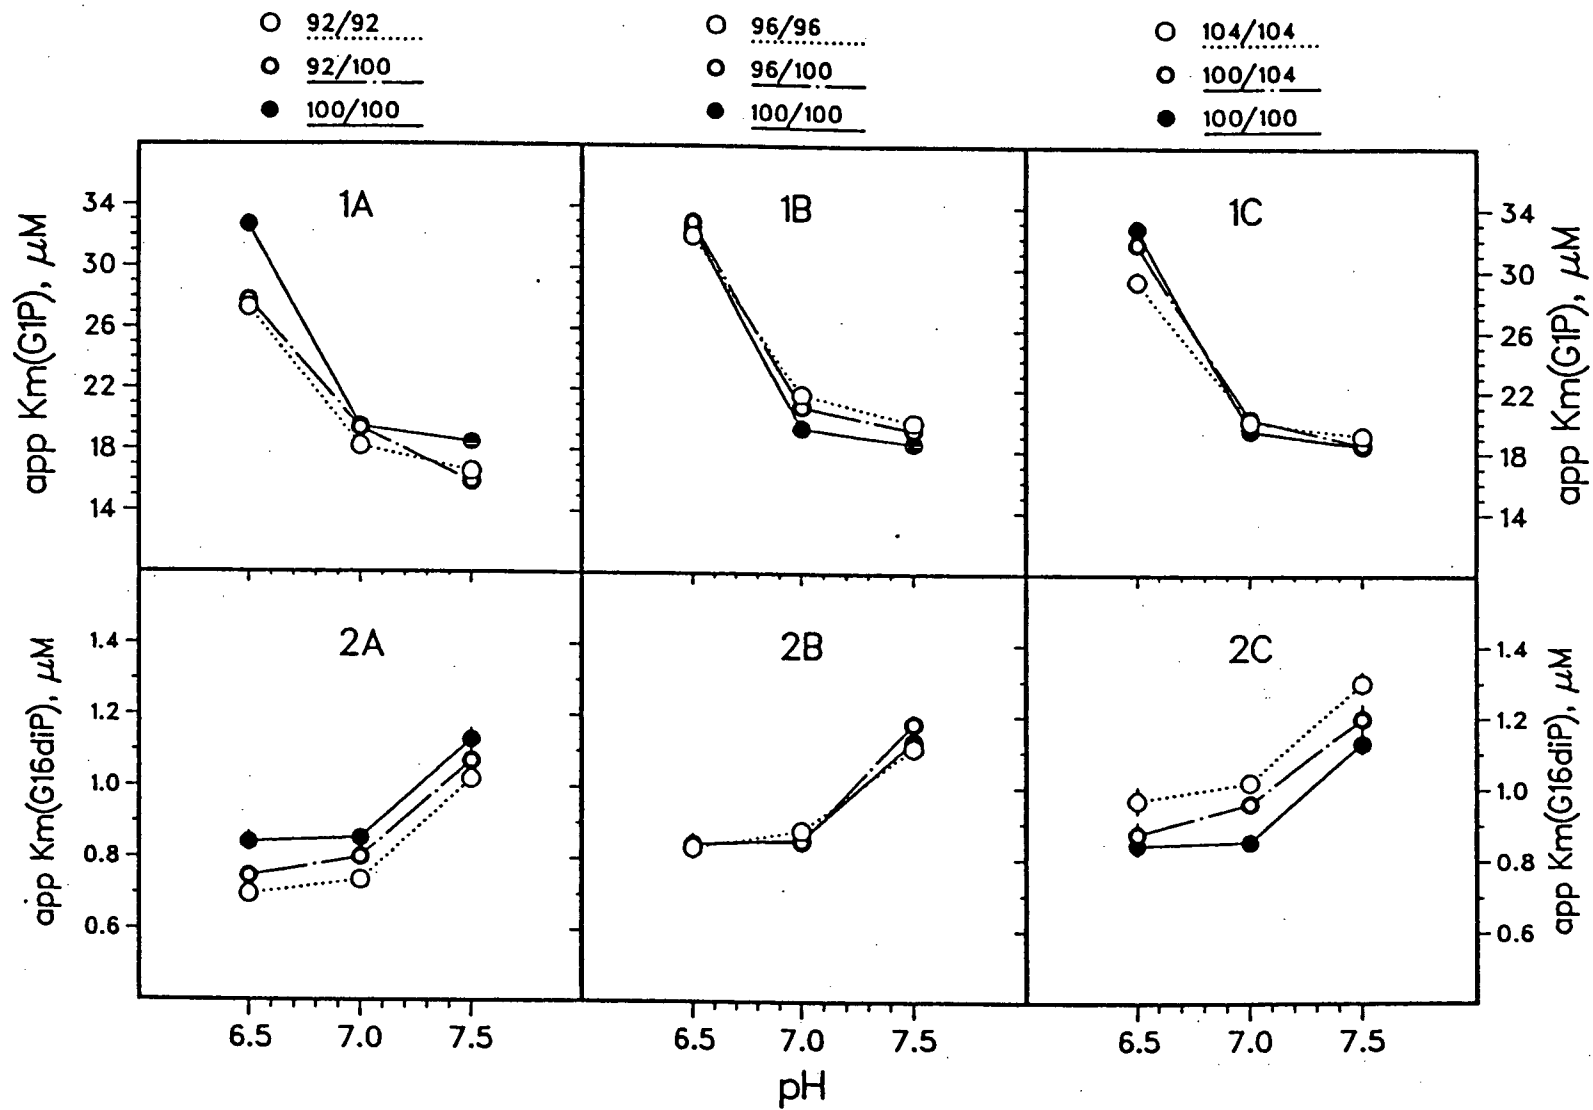 92/92
92/100
100/100
96/96
96/100
100/100
104/104
100/104
100/100
1A
1B
1C
app Km(G1P), μM
34
30
26
22
18
14
34
30
26
22
18
14
app Km(G1P), μM
2A
2B
2C
app Km(G16diP), μM
1.4
1.2
1.0
0.8
0.6
1.4
1.2
1.0
0.8
0.6
app Km(G16diP), μM
6.5 7.0 7.5 6.5 7.0 7.5 6.5 7.0 7.5
pH